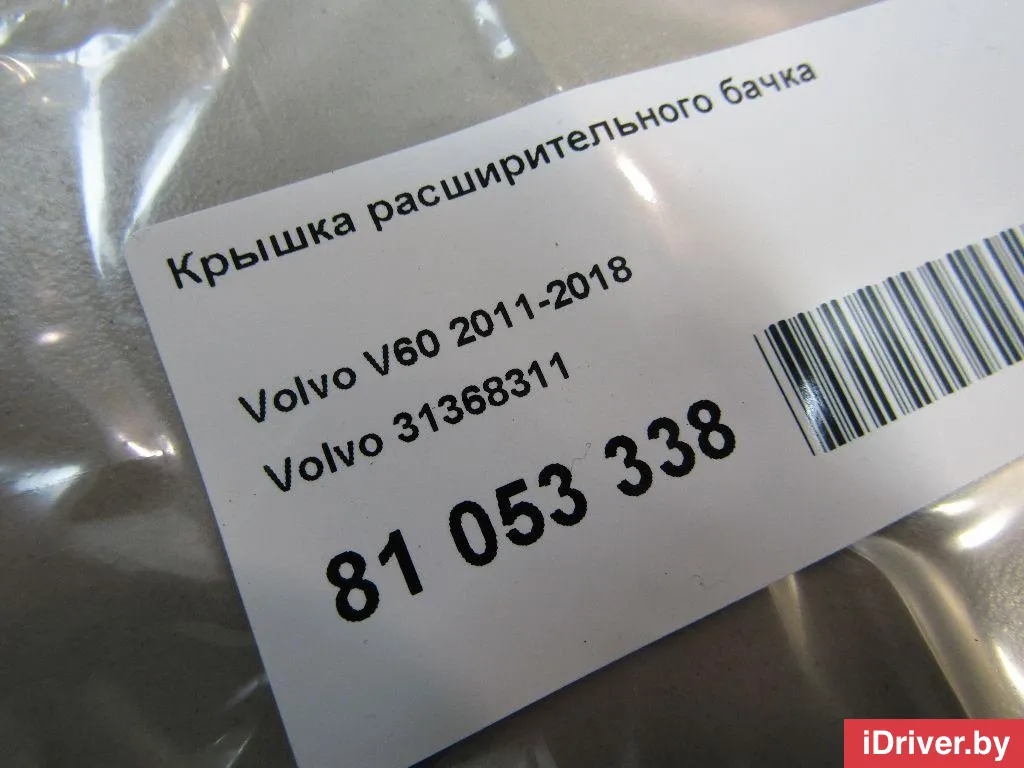 Крышка расширительного бачка
Volvo V60 2011-2018
Volvo 31368311
81 053 338
iDriver.by